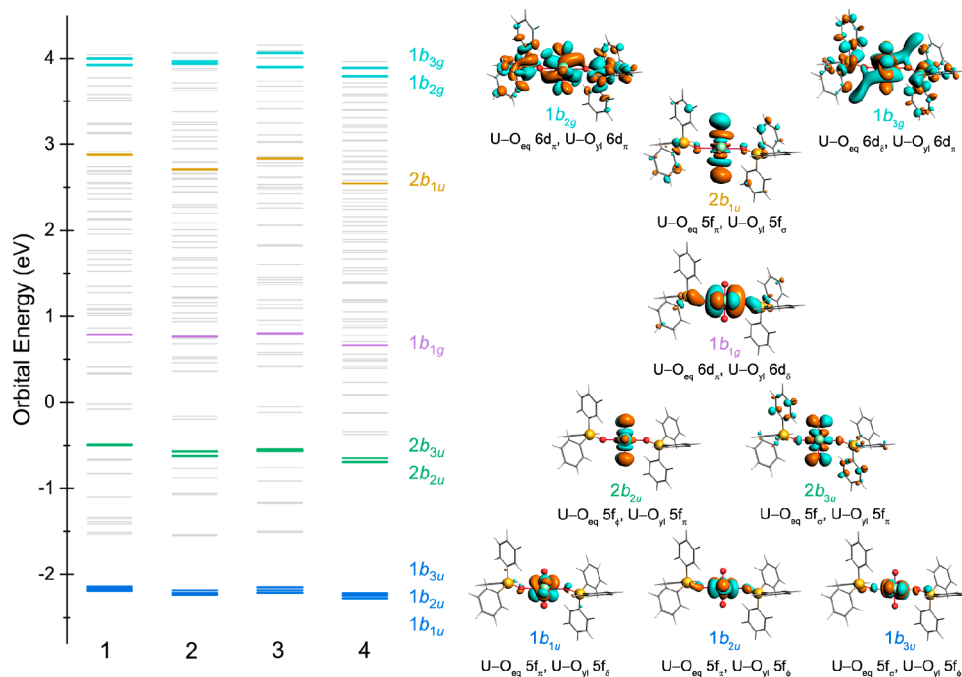 Orbital Energy (eV)
4
3
2
1
0
-1
-2
1
2
3
4
1b3g
1b2g
2b1u
1b1g
2b3u
2b2u
1b3u
1b2u
1b1u
1b2g
U–Oeq 6dπ, U–Oyl 6dπ
1b3g
U–Oeq 6dδ, U–Oyl 6dπ
2b1u
U–Oeq 5fπ, U–Oyl 5fσ
1b1g
U–Oeq 6dπ, U–Oyl 6dδ
2b2u
U–Oeq 5fϕ, U–Oyl 5fπ
2b3u
U–Oeq 5fσ, U–Oyl 5fπ
1b1u
U–Oeq 5fπ, U–Oyl 5fδ
1b2u
U–Oeq 5fπ, U–Oyl 5fϕ
1b3u
U–Oeq 5fσ, U–Oyl 5fϕ